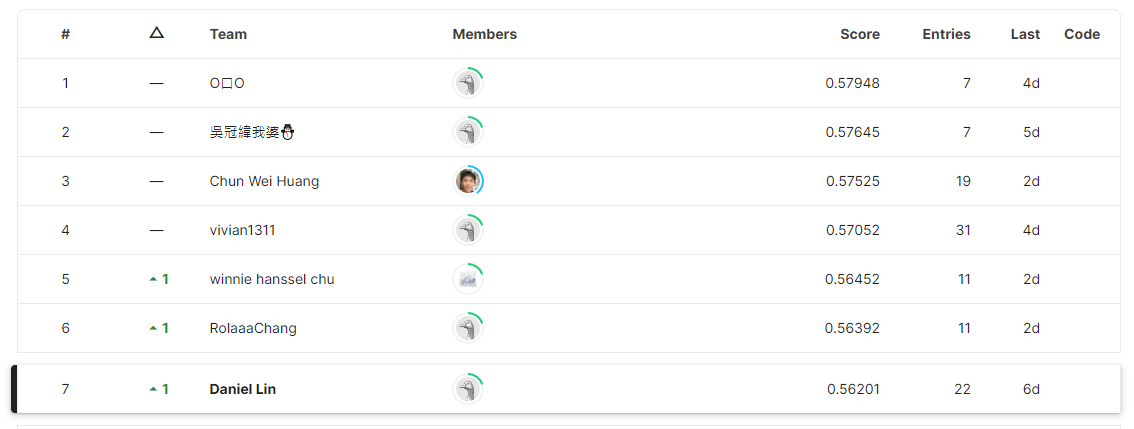 # △ Team Members Score Entries Last Code
1 — O□O 0.57948 7 4d
2 — 吳冠緯我婆⛄ 0.57645 7 5d
3 — Chun Wei Huang 0.57525 19 2d
4 — vivian1311 0.57052 31 4d
5 ▲ 1 winnie hanssel chu 0.56452 11 2d
6 ▲ 1 RolaaaChang 0.56392 11 2d
7 ▲ 1 Daniel Lin 0.56201 22 6d